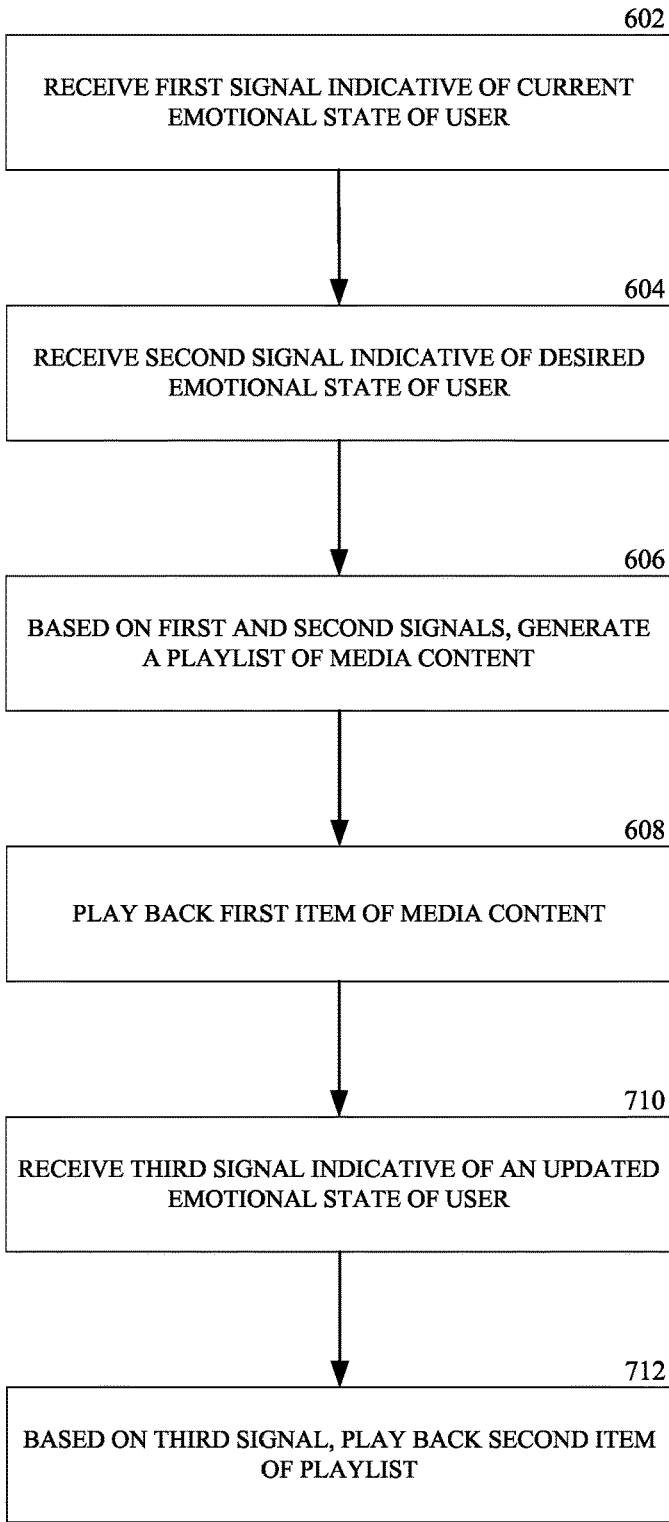 602
RECEIVE FIRST SIGNAL INDICATIVE OF CURRENT
EMOTIONAL STATE OF USER
604
RECEIVE SECOND SIGNAL INDICATIVE OF DESIRED
EMOTIONAL STATE OF USER
606
BASED ON FIRST AND SECOND SIGNALS, GENERATE
A PLAYLIST OF MEDIA CONTENT
608
PLAY BACK FIRST ITEM OF MEDIA CONTENT
710
RECEIVE THIRD SIGNAL INDICATIVE OF AN UPDATED
EMOTIONAL STATE OF USER
712
BASED ON THIRD SIGNAL, PLAY BACK SECOND ITEM
OF PLAYLIST